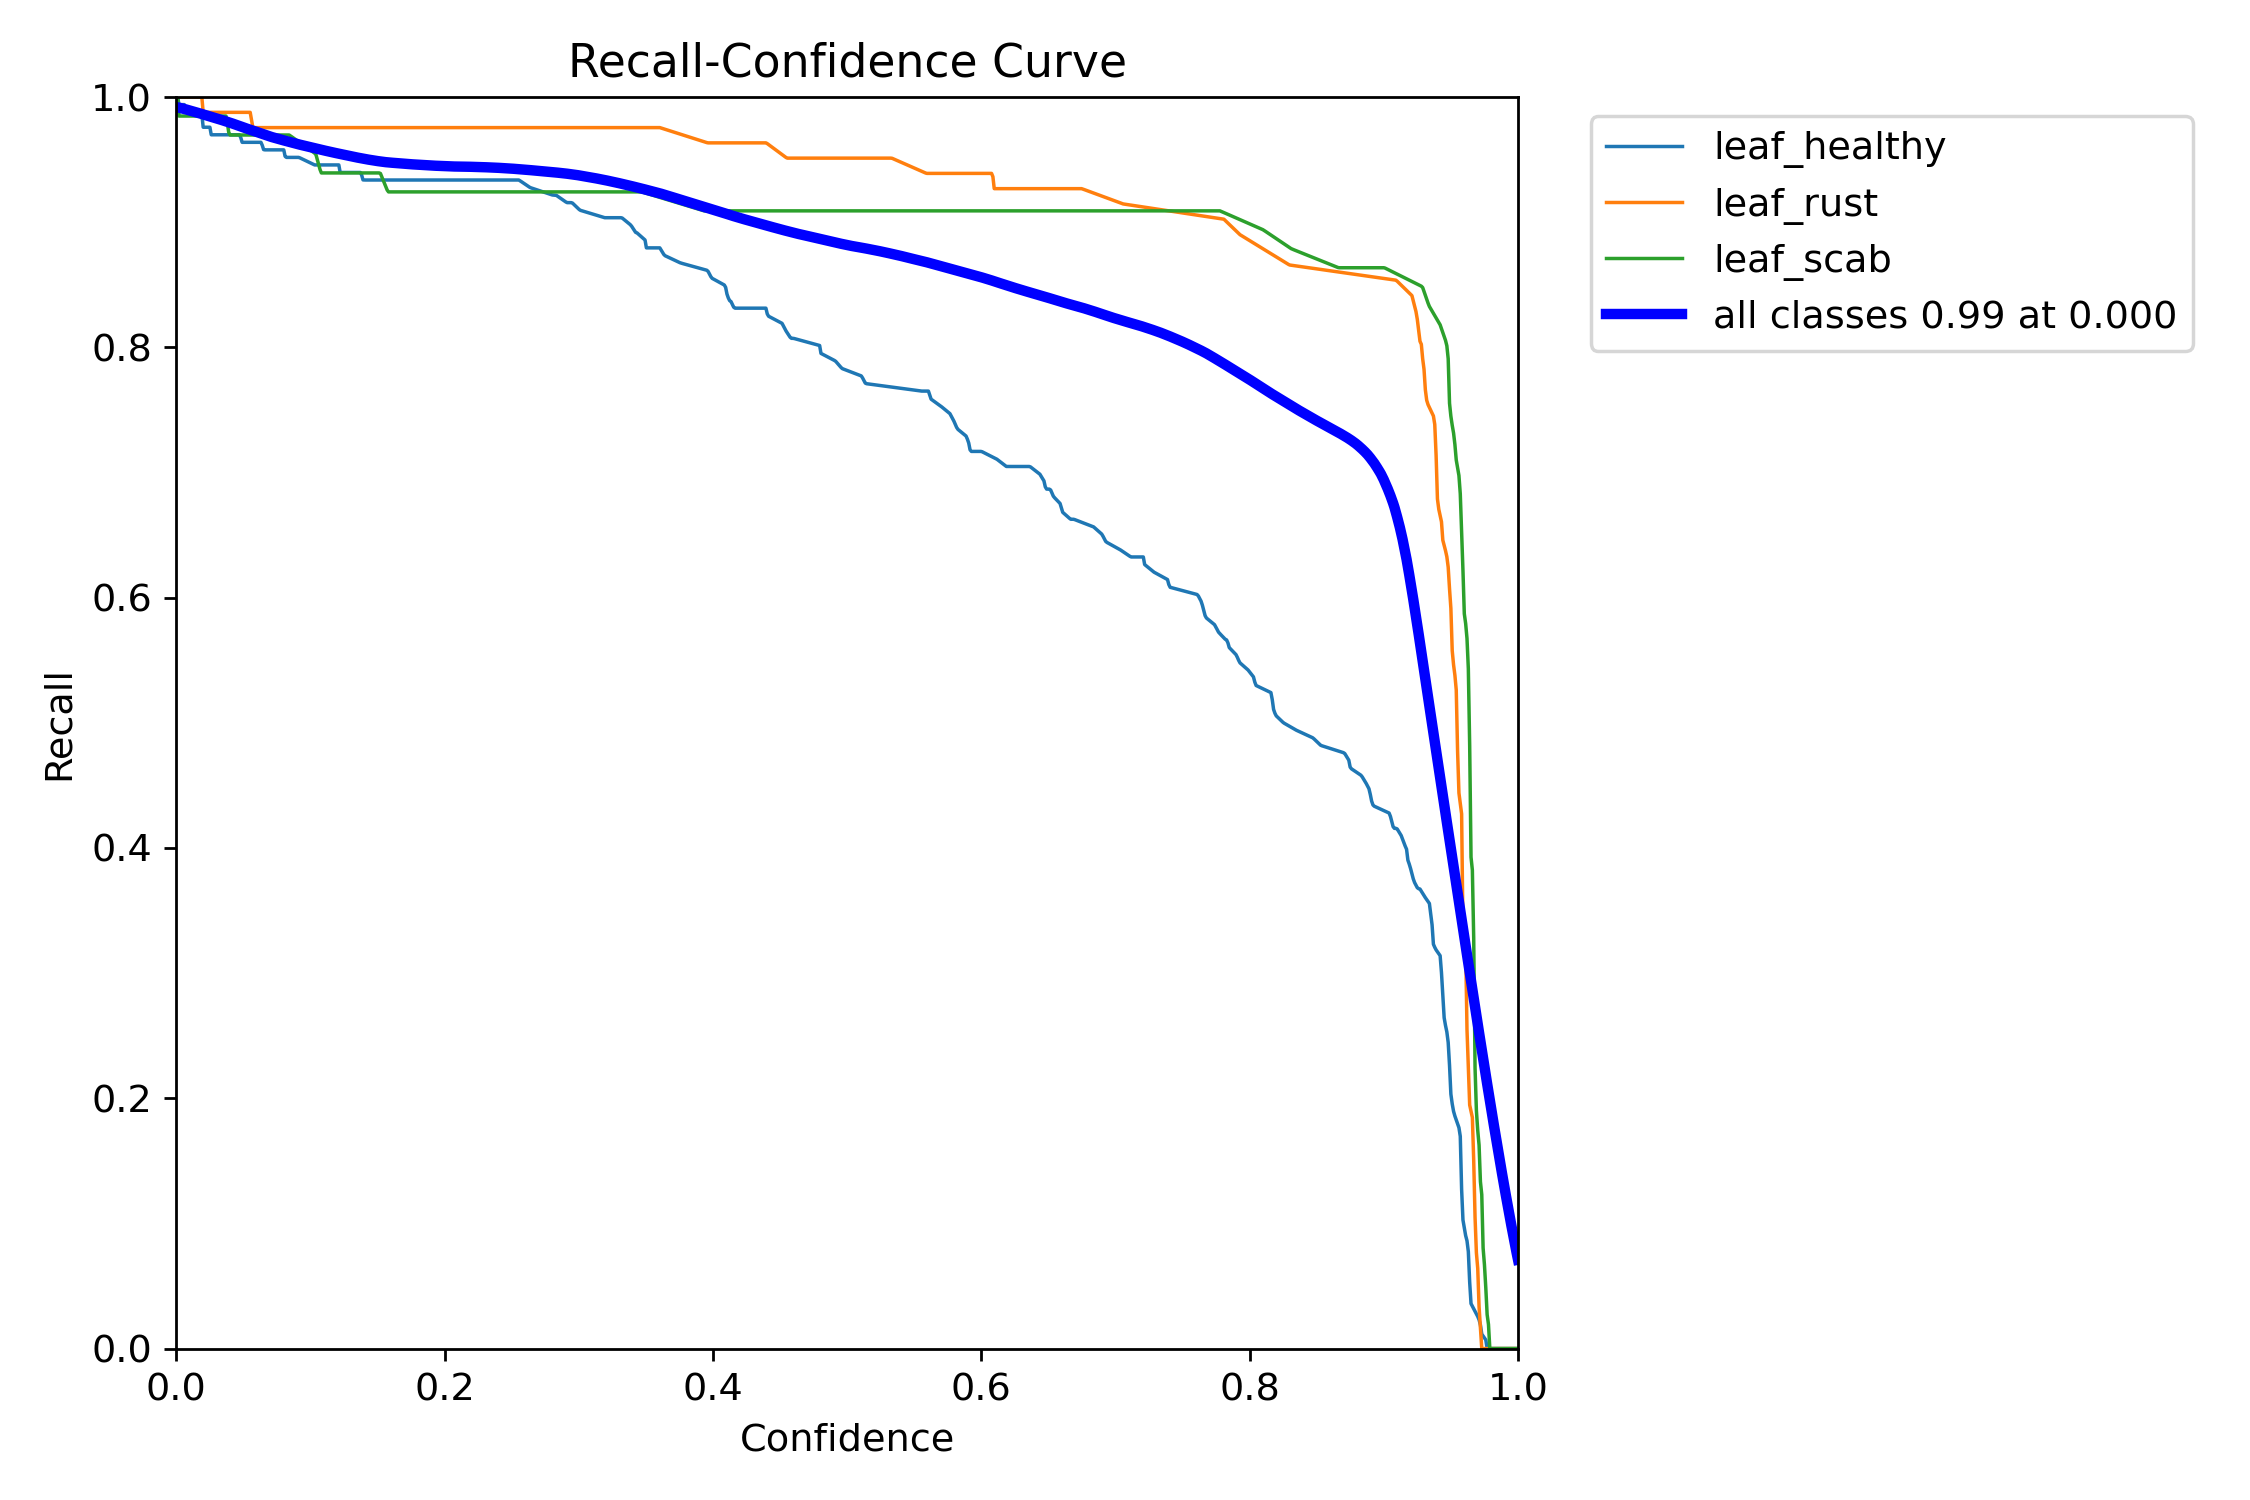 Recall-Confidence Curve
1.0
0.8
0.6
0.4
0.2
0.0
Recall
0.0 0.2 0.4 0.6 0.8 1.0
Confidence
leaf_healthy
leaf_rust
leaf_scab
all classes 0.99 at 0.000